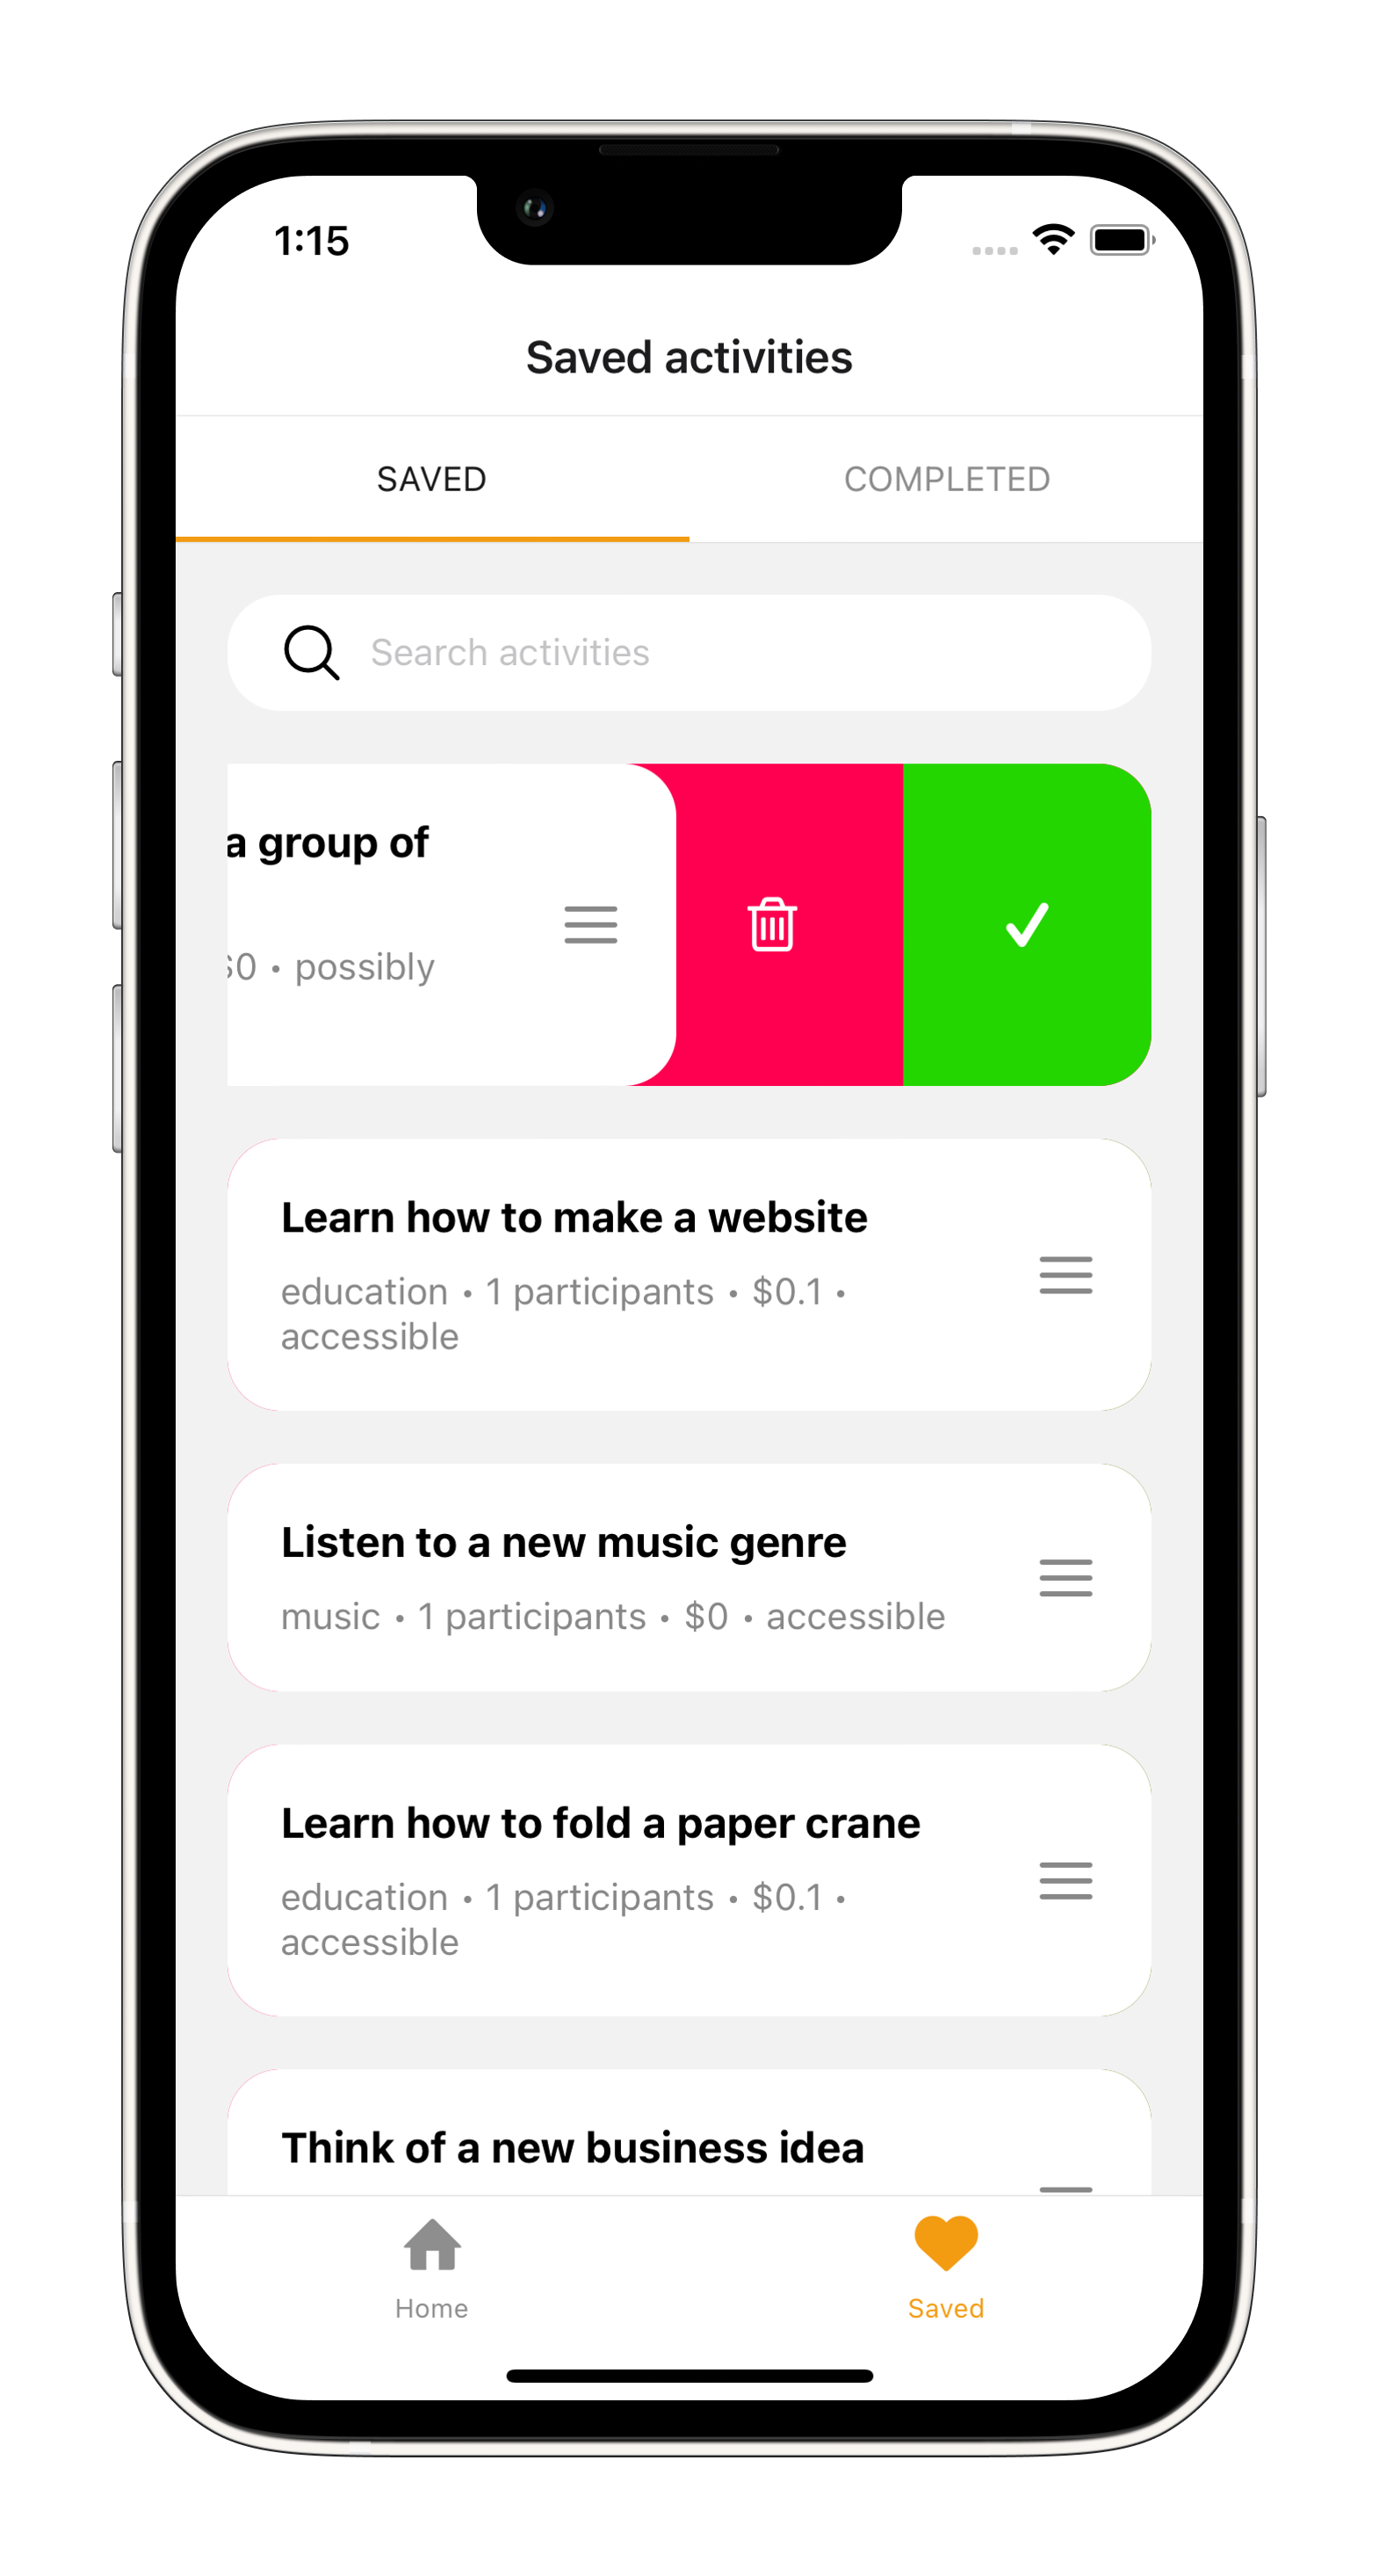 1:15
Saved activities
SAVED
COMPLETED
Search activities
a group of
$0 • possibly
Learn how to make a website
education • 1 participants • $0.1 •
accessible
Listen to a new music genre
music • 1 participants • $0 • accessible
Learn how to fold a paper crane
education • 1 participants • $0.1 •
accessible
Think of a new business idea
Home
Saved